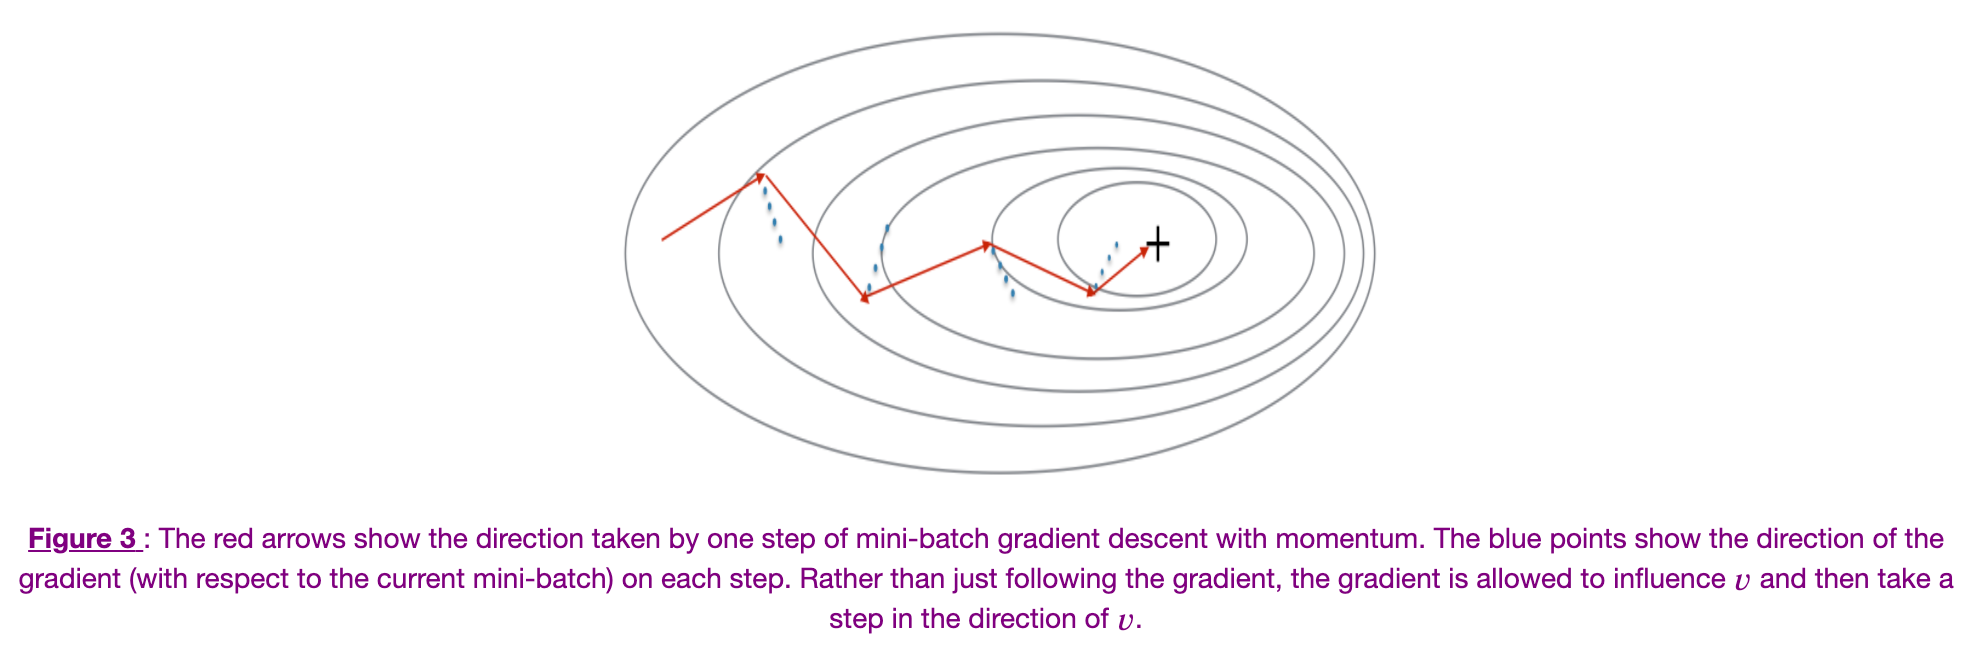 Figure 3 : The red arrows show the direction taken by one step of mini-batch gradient descent with momentum. The blue points show the direction of the
gradient (with respect to the current mini-batch) on each step. Rather than just following the gradient, the gradient is allowed to influence v and then take a
step in the direction of v.